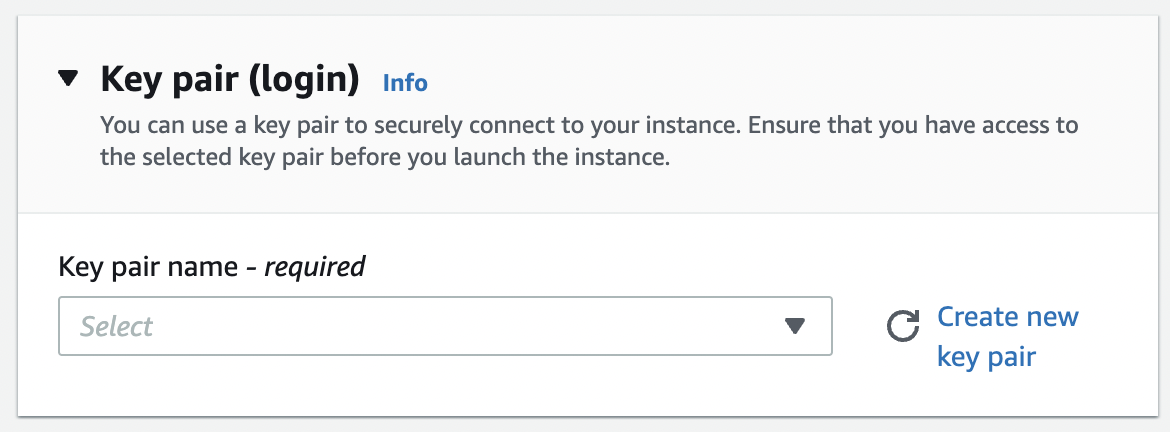 Key pair (login) Info
You can use a key pair to securely connect to your instance. Ensure that you have access to
the selected key pair before you launch the instance.
Key pair name - required
Select
Create new
key pair